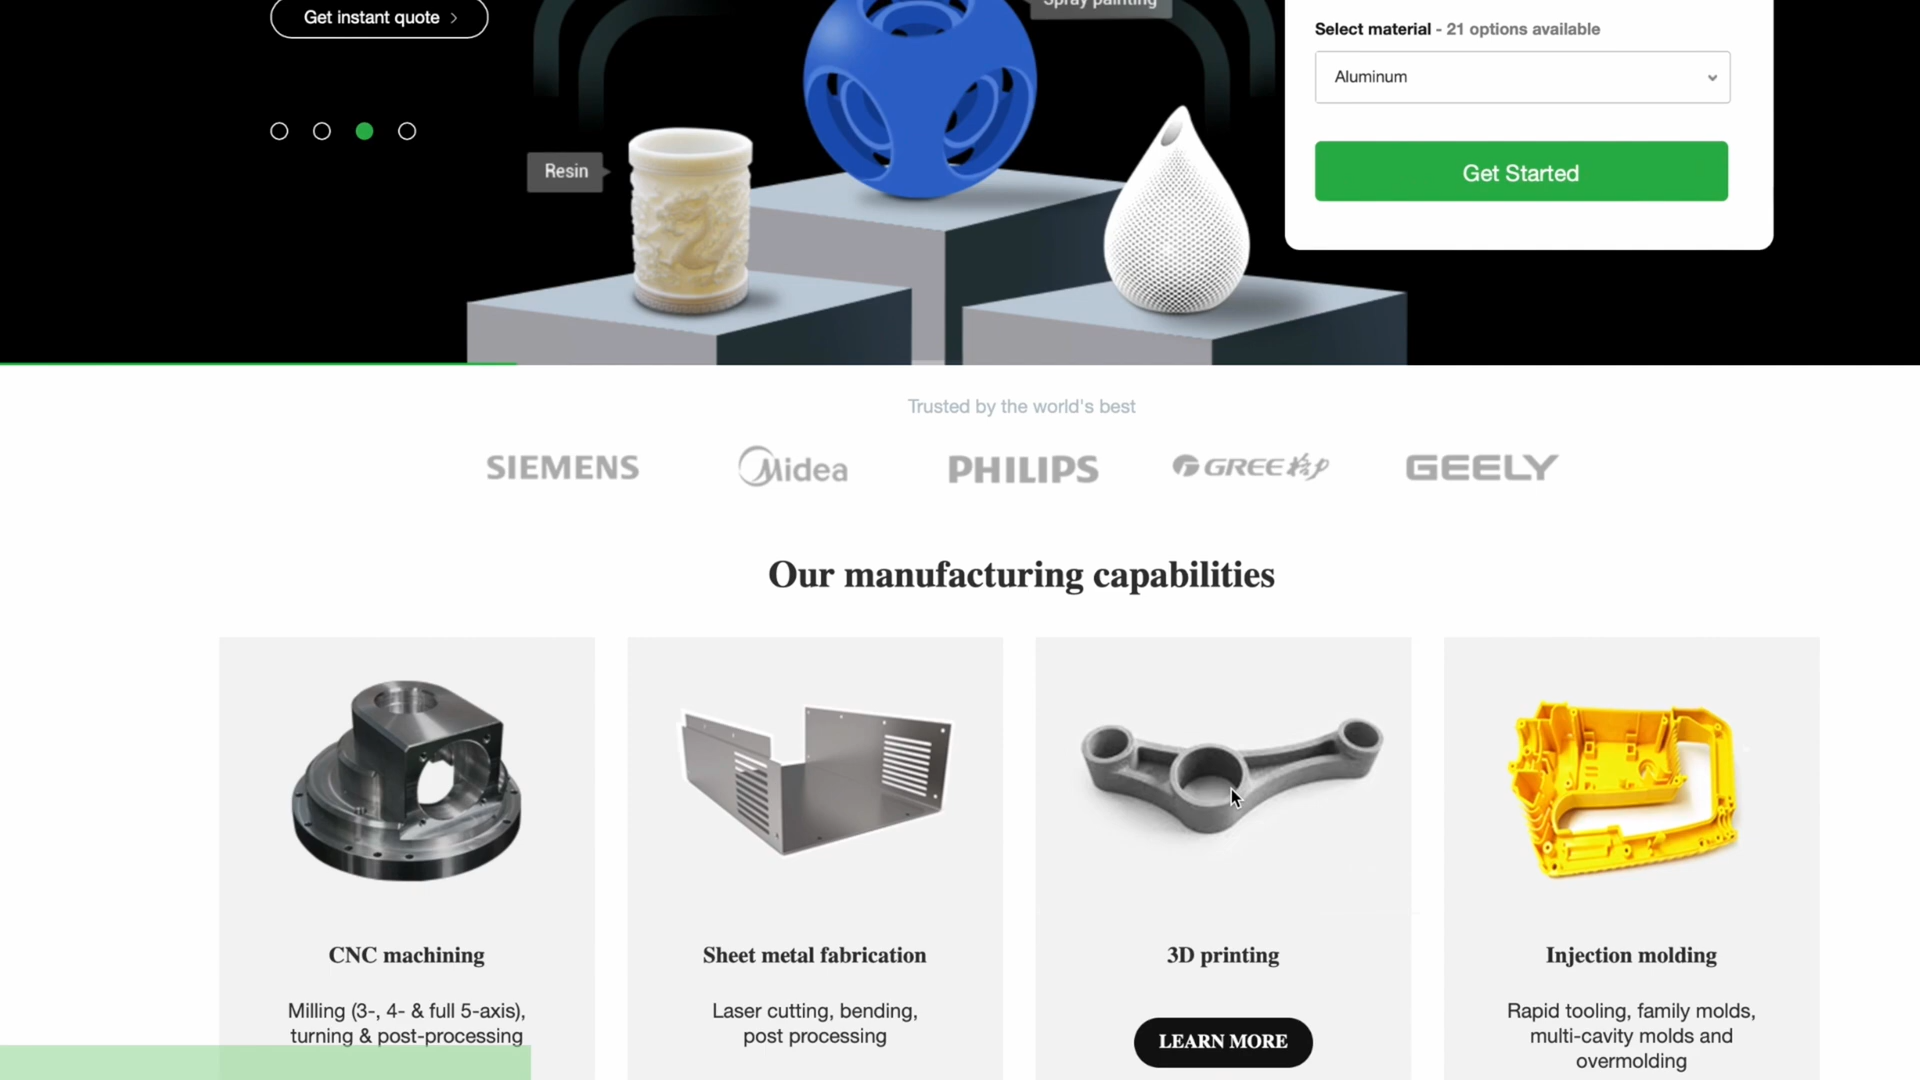 Get instant quote
Spray painting
Select material - 21 options available
Aluminum
Resin
Get Started
Trusted by the world's best
SIEMENS
Midea
PHILIPS
GREE 格力
GEELY
Our manufacturing capabilities
CNC machining
Sheet metal fabrication
3D printing
Injection molding
Milling (3-, 4- & full 5-axis),
turning & post-processing
Laser cutting, bending,
post processing
LEARN MORE
Rapid tooling, family molds,
multi-cavity molds and
overmolding